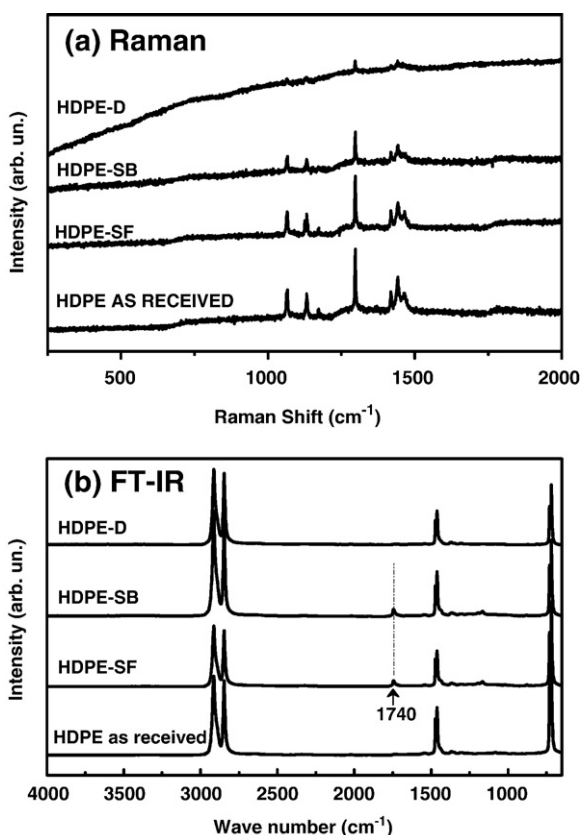 (a) Raman
HDPE-D
HDPE-SB
HDPE-SF
HDPE AS RECEIVED
Intensity (arb. un.)
500 1000 1500 2000
Raman Shift (cm-1)
(b) FT-IR
HDPE-D
HDPE-SB
HDPE-SF
1740
HDPE as received
Intensity (arb. un.)
4000 3500 3000 2500 2000 1500 1000
Wave number (cm-1)